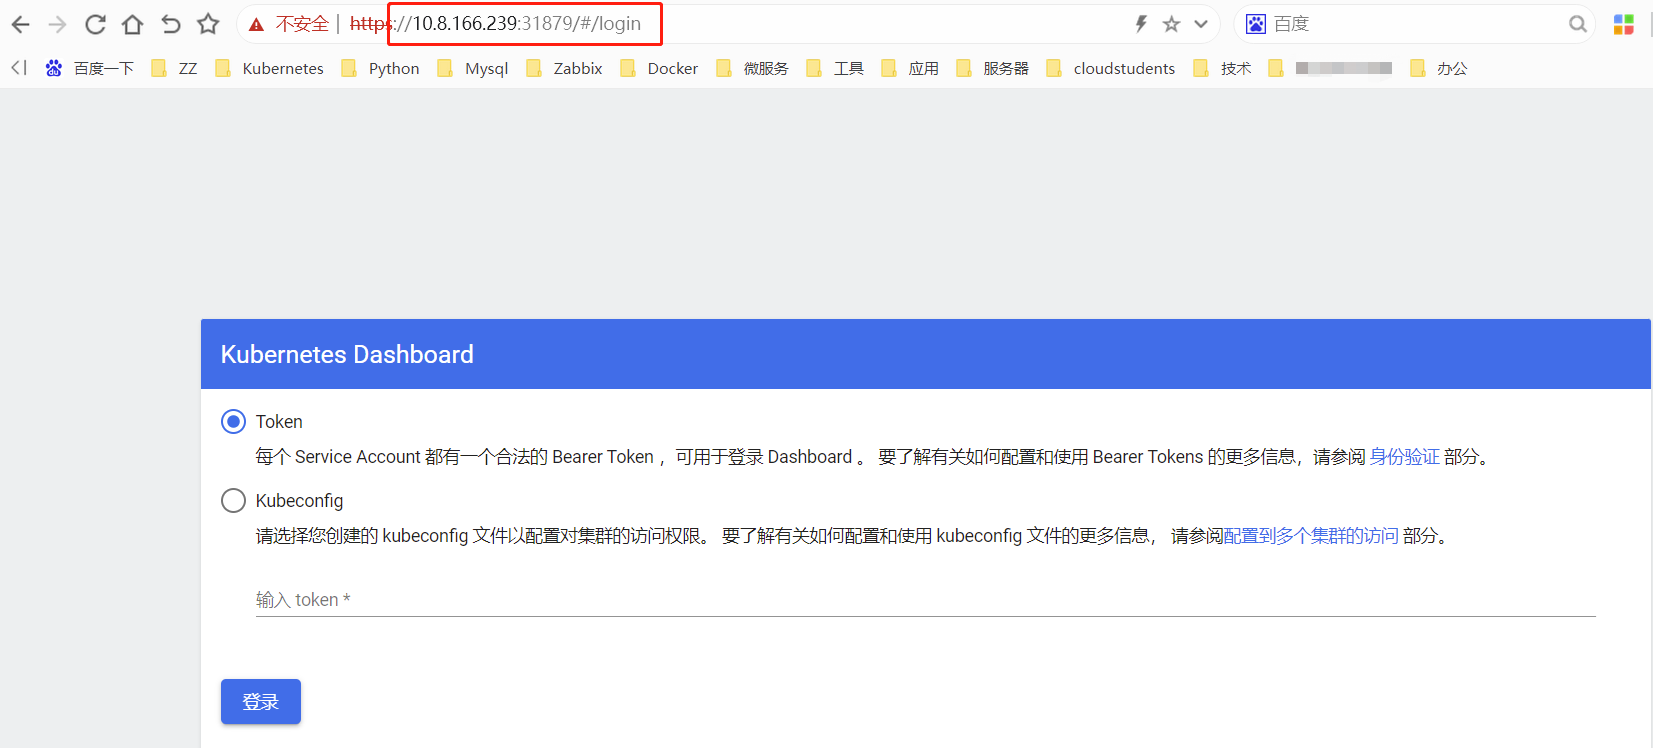 不安全 | https://10.8.166.239:31879/#/login 百度
百度一下 ZZ Kubernetes Python Mysql Zabbix Docker 微服务 工具 应用 服务器 cloudstudents 技术 办公
Kubernetes Dashboard
Token
每个 Service Account 都有一个合法的 Bearer Token ，可用于登录 Dashboard 。 要了解有关如何配置和使用 Bearer Tokens 的更多信息，请参阅 身份验证 部分。
Kubeconfig
请选择您创建的 kubeconfig 文件以配置对集群的访问权限。 要了解有关如何配置和使用 kubeconfig 文件的更多信息， 请参阅配置到多个集群的访问 部分。
输入 token *
登录